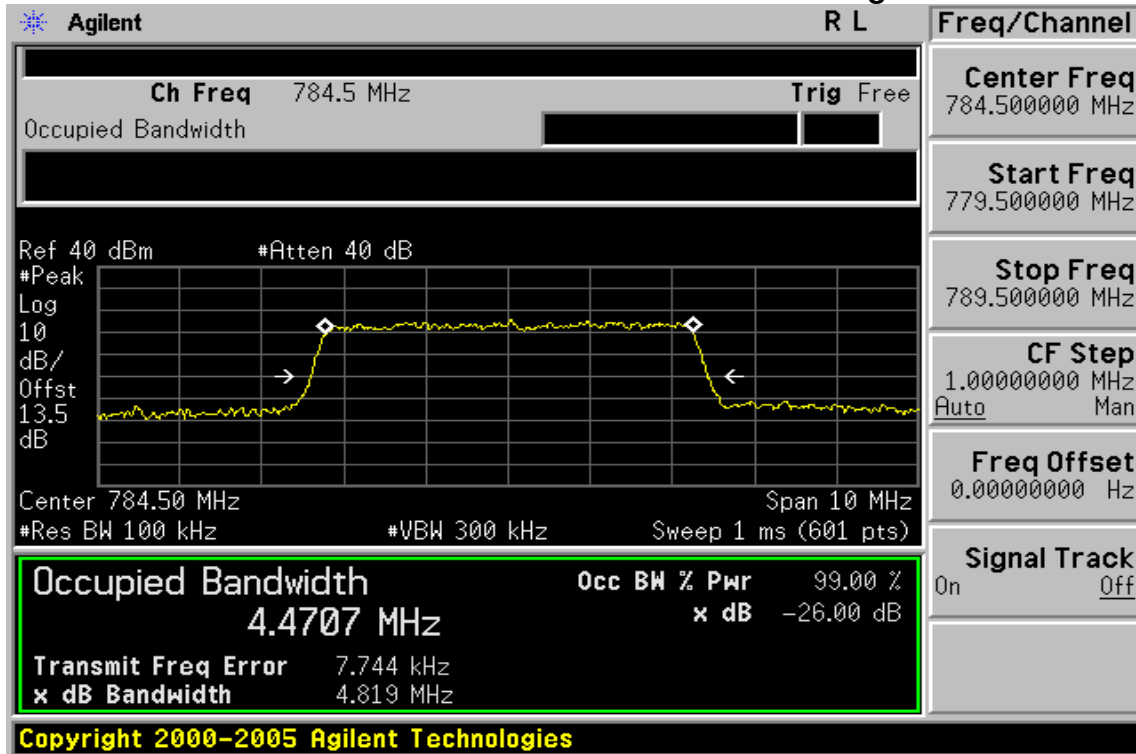 Agilent R L Freq/Channel
Ch Freq 784.5 MHz Trig Free
Occupied Bandwidth
Center Freq
784.500000 MHz
Start Freq
779.500000 MHz
Stop Freq
789.500000 MHz
CF Step
1.00000000 MHz
Auto Man
Freq Offset
0.00000000 Hz
Signal Track
On Off
Ref 40 dBm #Atten 40 dB
#Peak
Log
10
dB/
Offst
13.5
dB
Center 784.50 MHz Span 10 MHz
#Res BW 100 kHz #VBW 300 kHz Sweep 1 ms (601 pts)
Occupied Bandwidth Occ BW % Pwr 99.00 %
4.4707 MHz x dB -26.00 dB
Transmit Freq Error 7.744 kHz
x dB Bandwidth 4.819 MHz
Copyright 2000-2005 Agilent Technologies